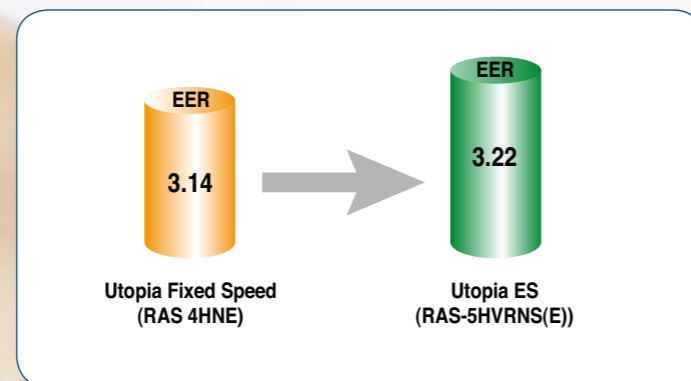 EER
3.14
EER
3.22
Utopia Fixed Speed
(RAS 4HNE)
Utopia ES
(RAS-5HVRNS(E))